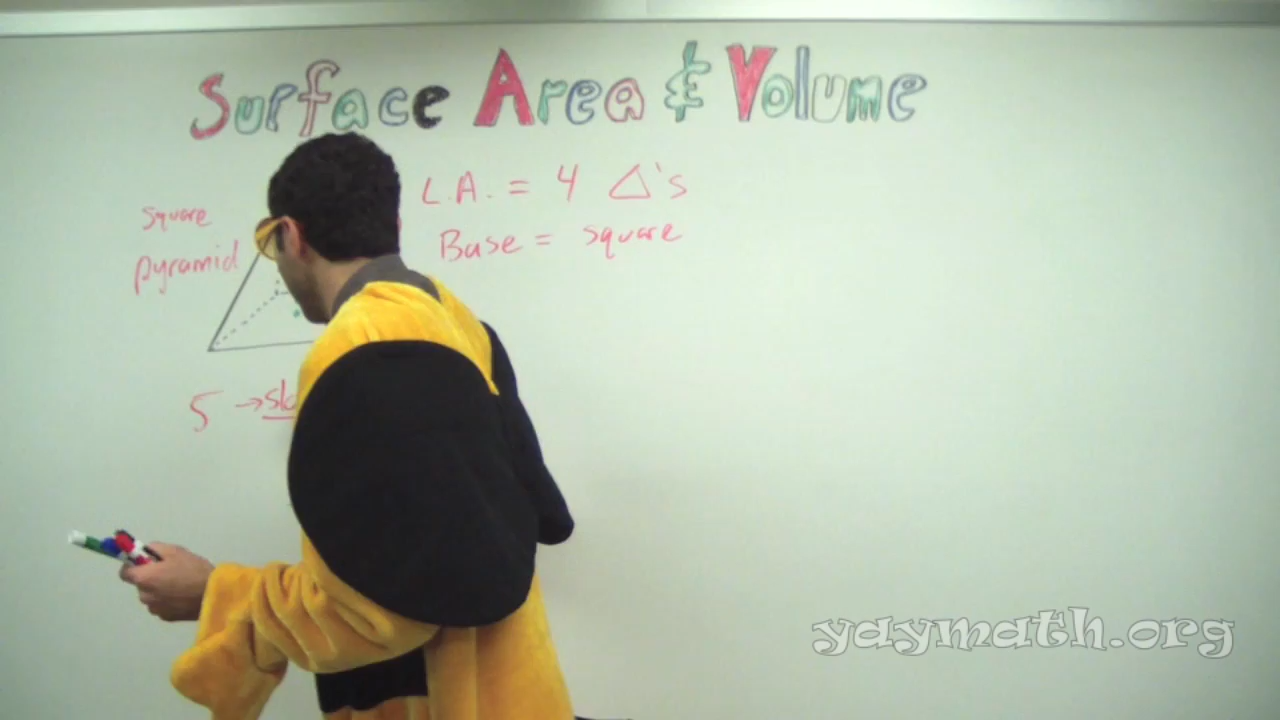 Surface Area & Volume
L.A. = 4 △'s
Base = square
square
pyramid
5 →
yaymath.org